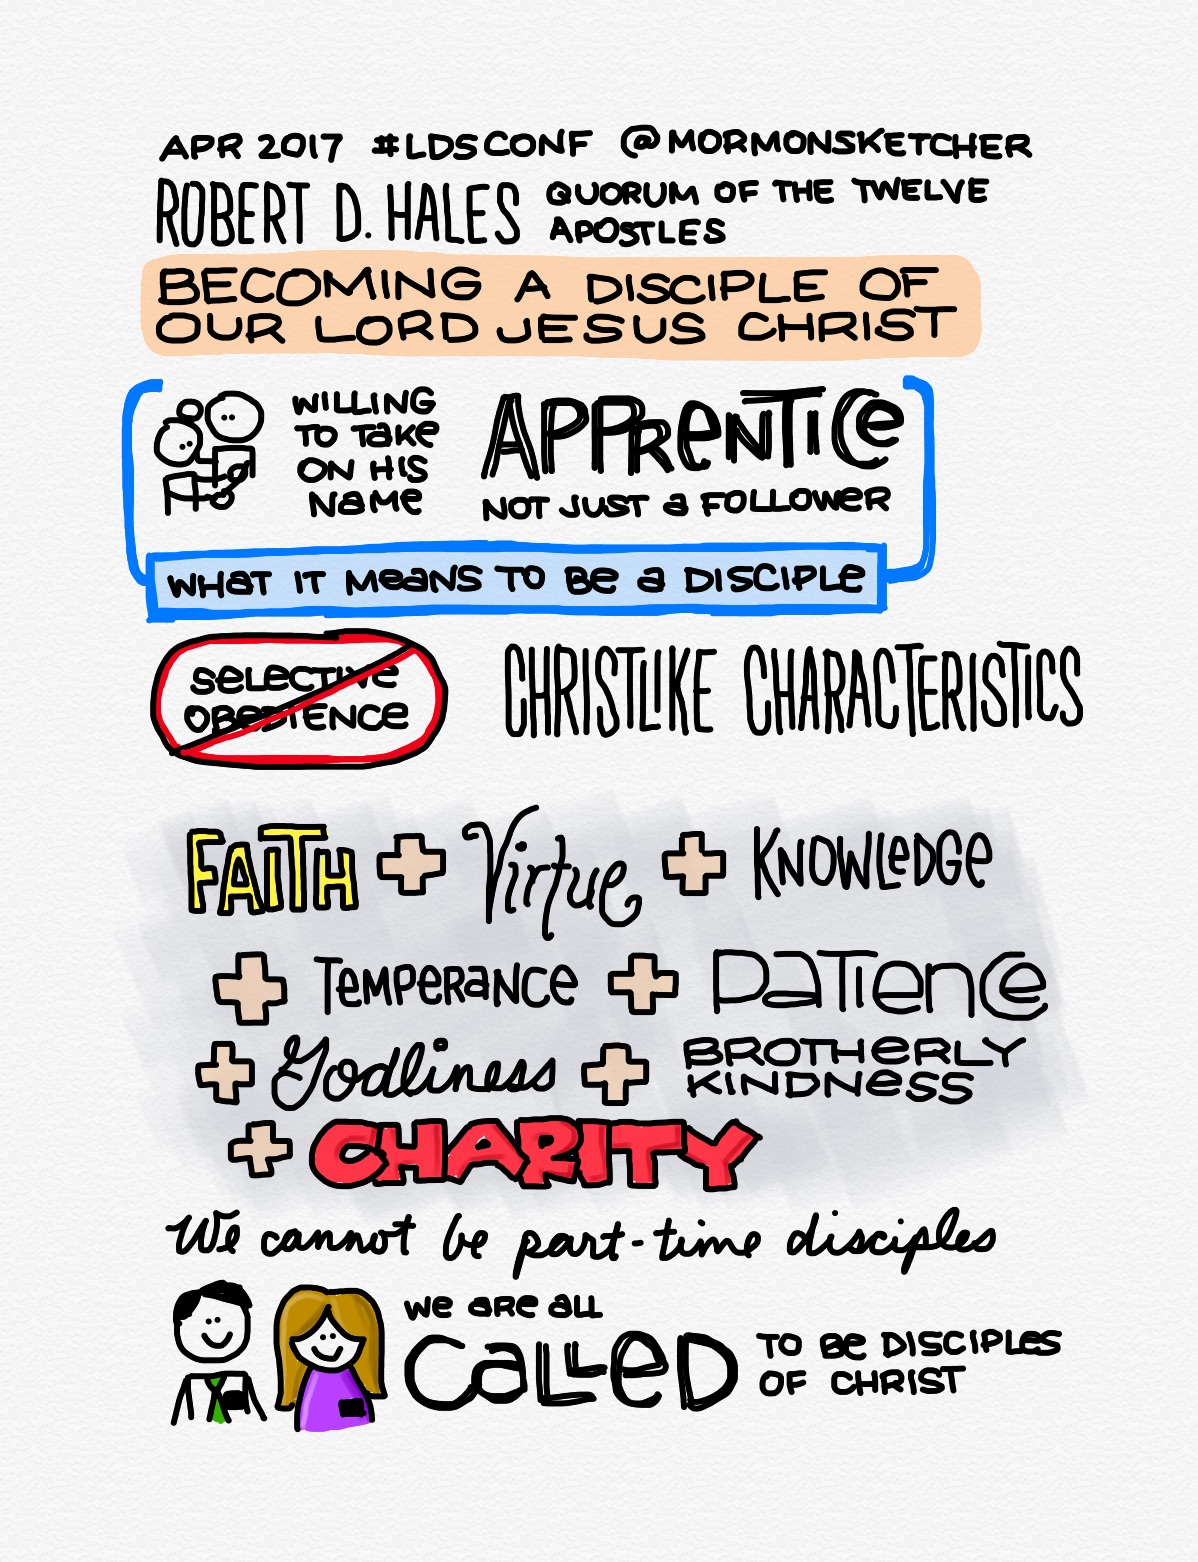 APR 2017 #LDSCONF @MORMONSKETCHER
ROBERT D. HALES QUORUM OF THE TWELVE
APOSTLES
BECOMING A DISCIPLE OF
OUR LORD JESUS CHRIST
WILLING
TO TaKe
ON HIS
NaMe
APPReNTICe
NOT JUST a FOLLOWeR
WHaT IT MeaNS TO Be a DISCIPLe
SeLeCTIVe
OBeDIENCe
CHRISTLIKE CHARACTERISTICS
FAITH + Virtue + KNOWLeDGe
+ TeMPERaNCe + PaTIenCe
+ Godliness + BROTHeRLY
KINDNeSS
+ CHARITY
We cannot be part-time disciples
We aRe aLL
CaLLeD
TO Be DISCIPLeS
OF CHRIST